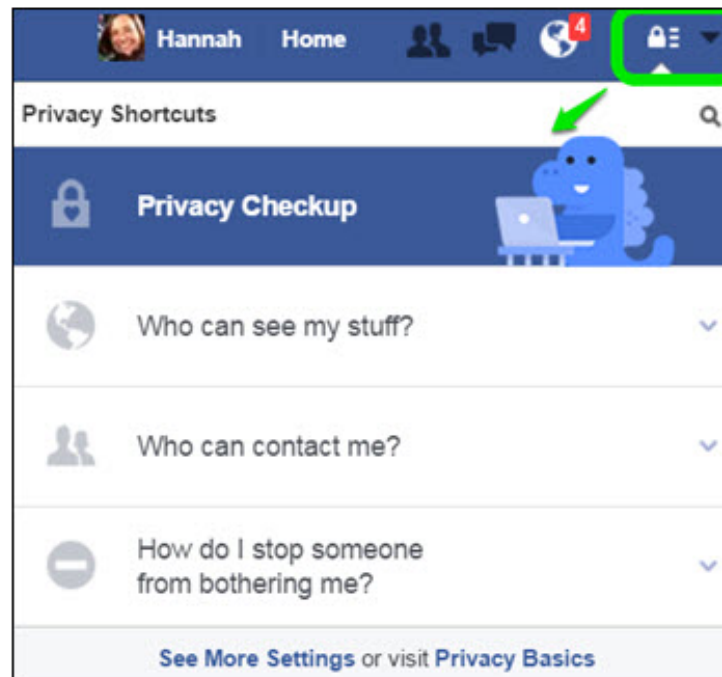 Hannah Home 4
Privacy Shortcuts
Privacy Checkup
Who can see my stuff?
Who can contact me?
How do I stop someone
from bothering me?
See More Settings or visit Privacy Basics